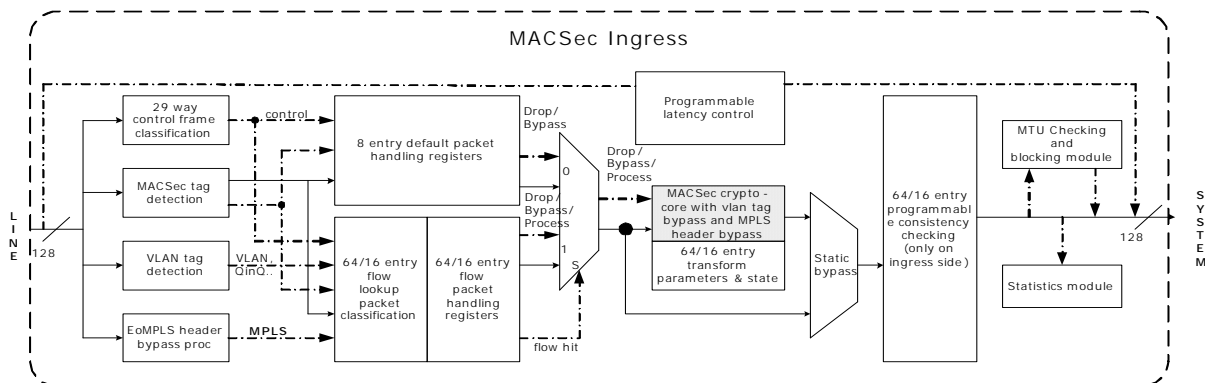 MACSec Ingress
29 way
control frame
classification
control
MACSec tag
detection
VLAN tag
detection
VLAN,
QinQ..
EoMPLS header
bypass proc
MPLS
L
I
N
E
128
8 entry default packet
handling registers
64/16 entry
flow
lookup
packet
classification
64/16 entry
flow
packet
handling
registers
Drop/
Bypass
Drop/
Bypass/
Process
0
1
S
flow hit
Drop/
Bypass/
Process
Programmable
latency control
MACSec crypto -
core with vlan tag
bypass and MPLS
header bypass
64/16 entry
transform
parameters & state
Static
bypass
64/16 entry
programmabl
e consistency
checking
(only on
ingress side)
MTU Checking
and
blocking module
Statistics module
128
S
Y
S
T
E
M